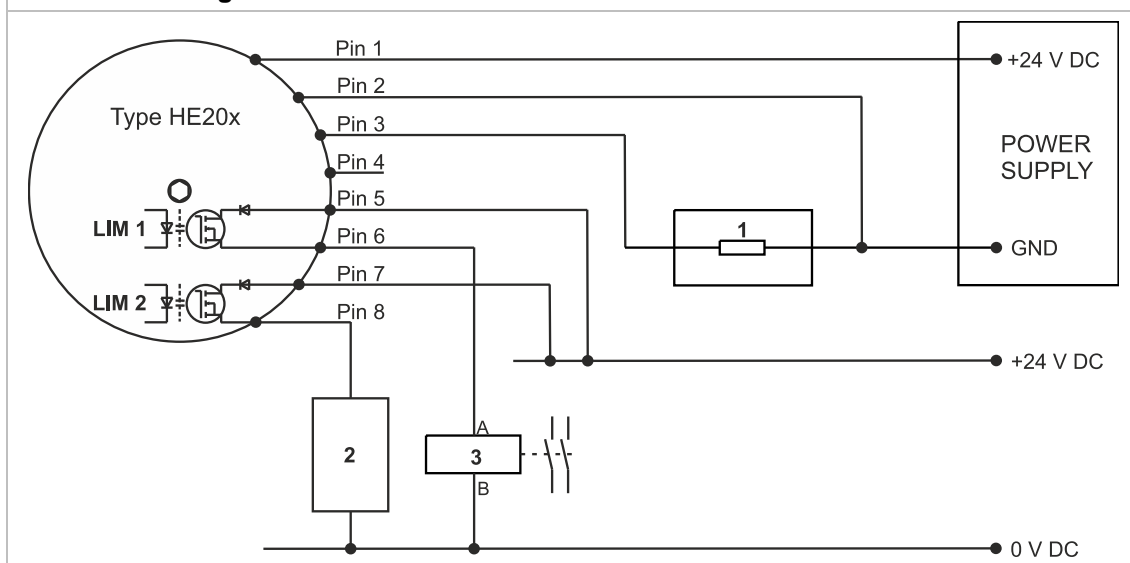 Pin 1
+24 V DC
Pin 2
Type HE20x
Pin 3
POWER
SUPPLY
Pin 4
Pin 5
LIM 1
1
Pin 6
GND
Pin 7
LIM 2
Pin 8
+24 V DC
A
2
3
B
0 V DC